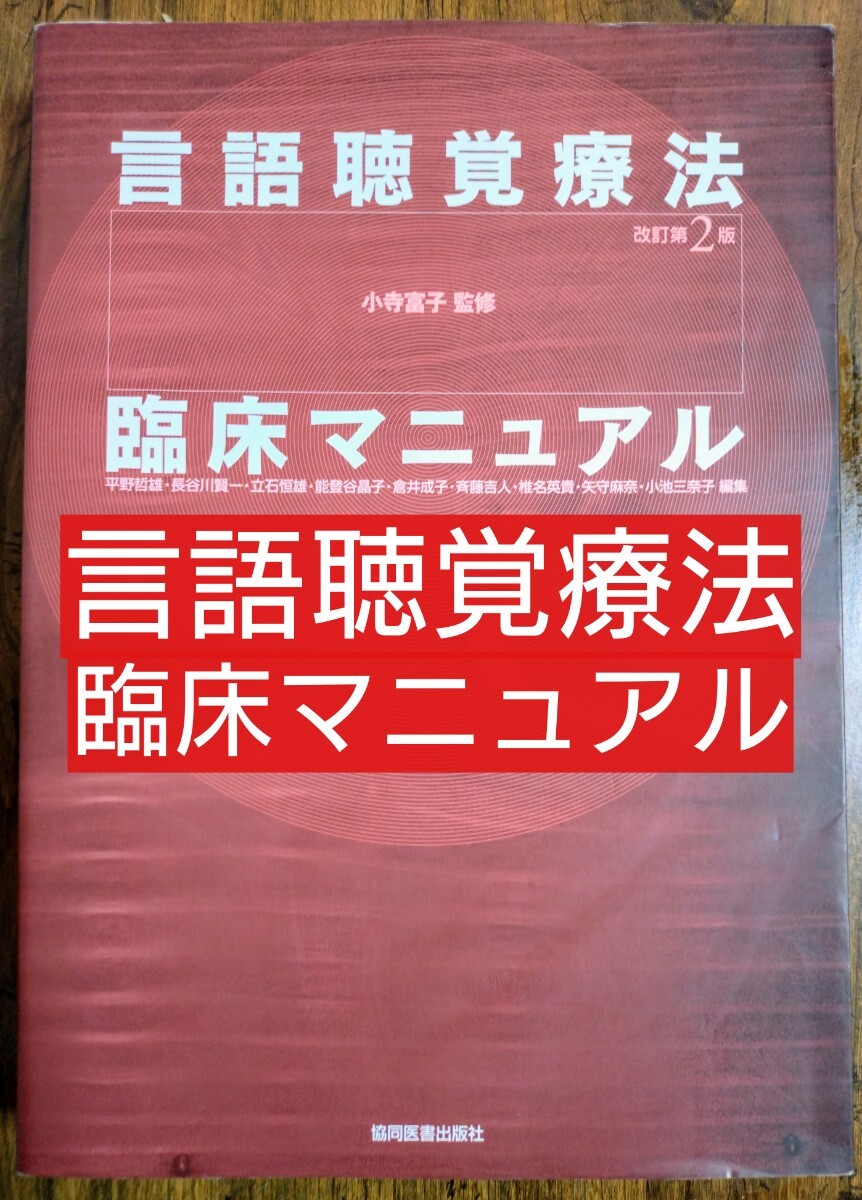 言語聴覚療法
改訂第2版
小寺富子 監修
臨床マニュアル
平野哲雄・長谷川賢一・立石恒雄・能登谷晶子・倉井成子・斉藤吉人・椎名英貴・矢守麻奈・小池三奈子 編集
言語聴覚療法
臨床マニュアル
協同医書出版社